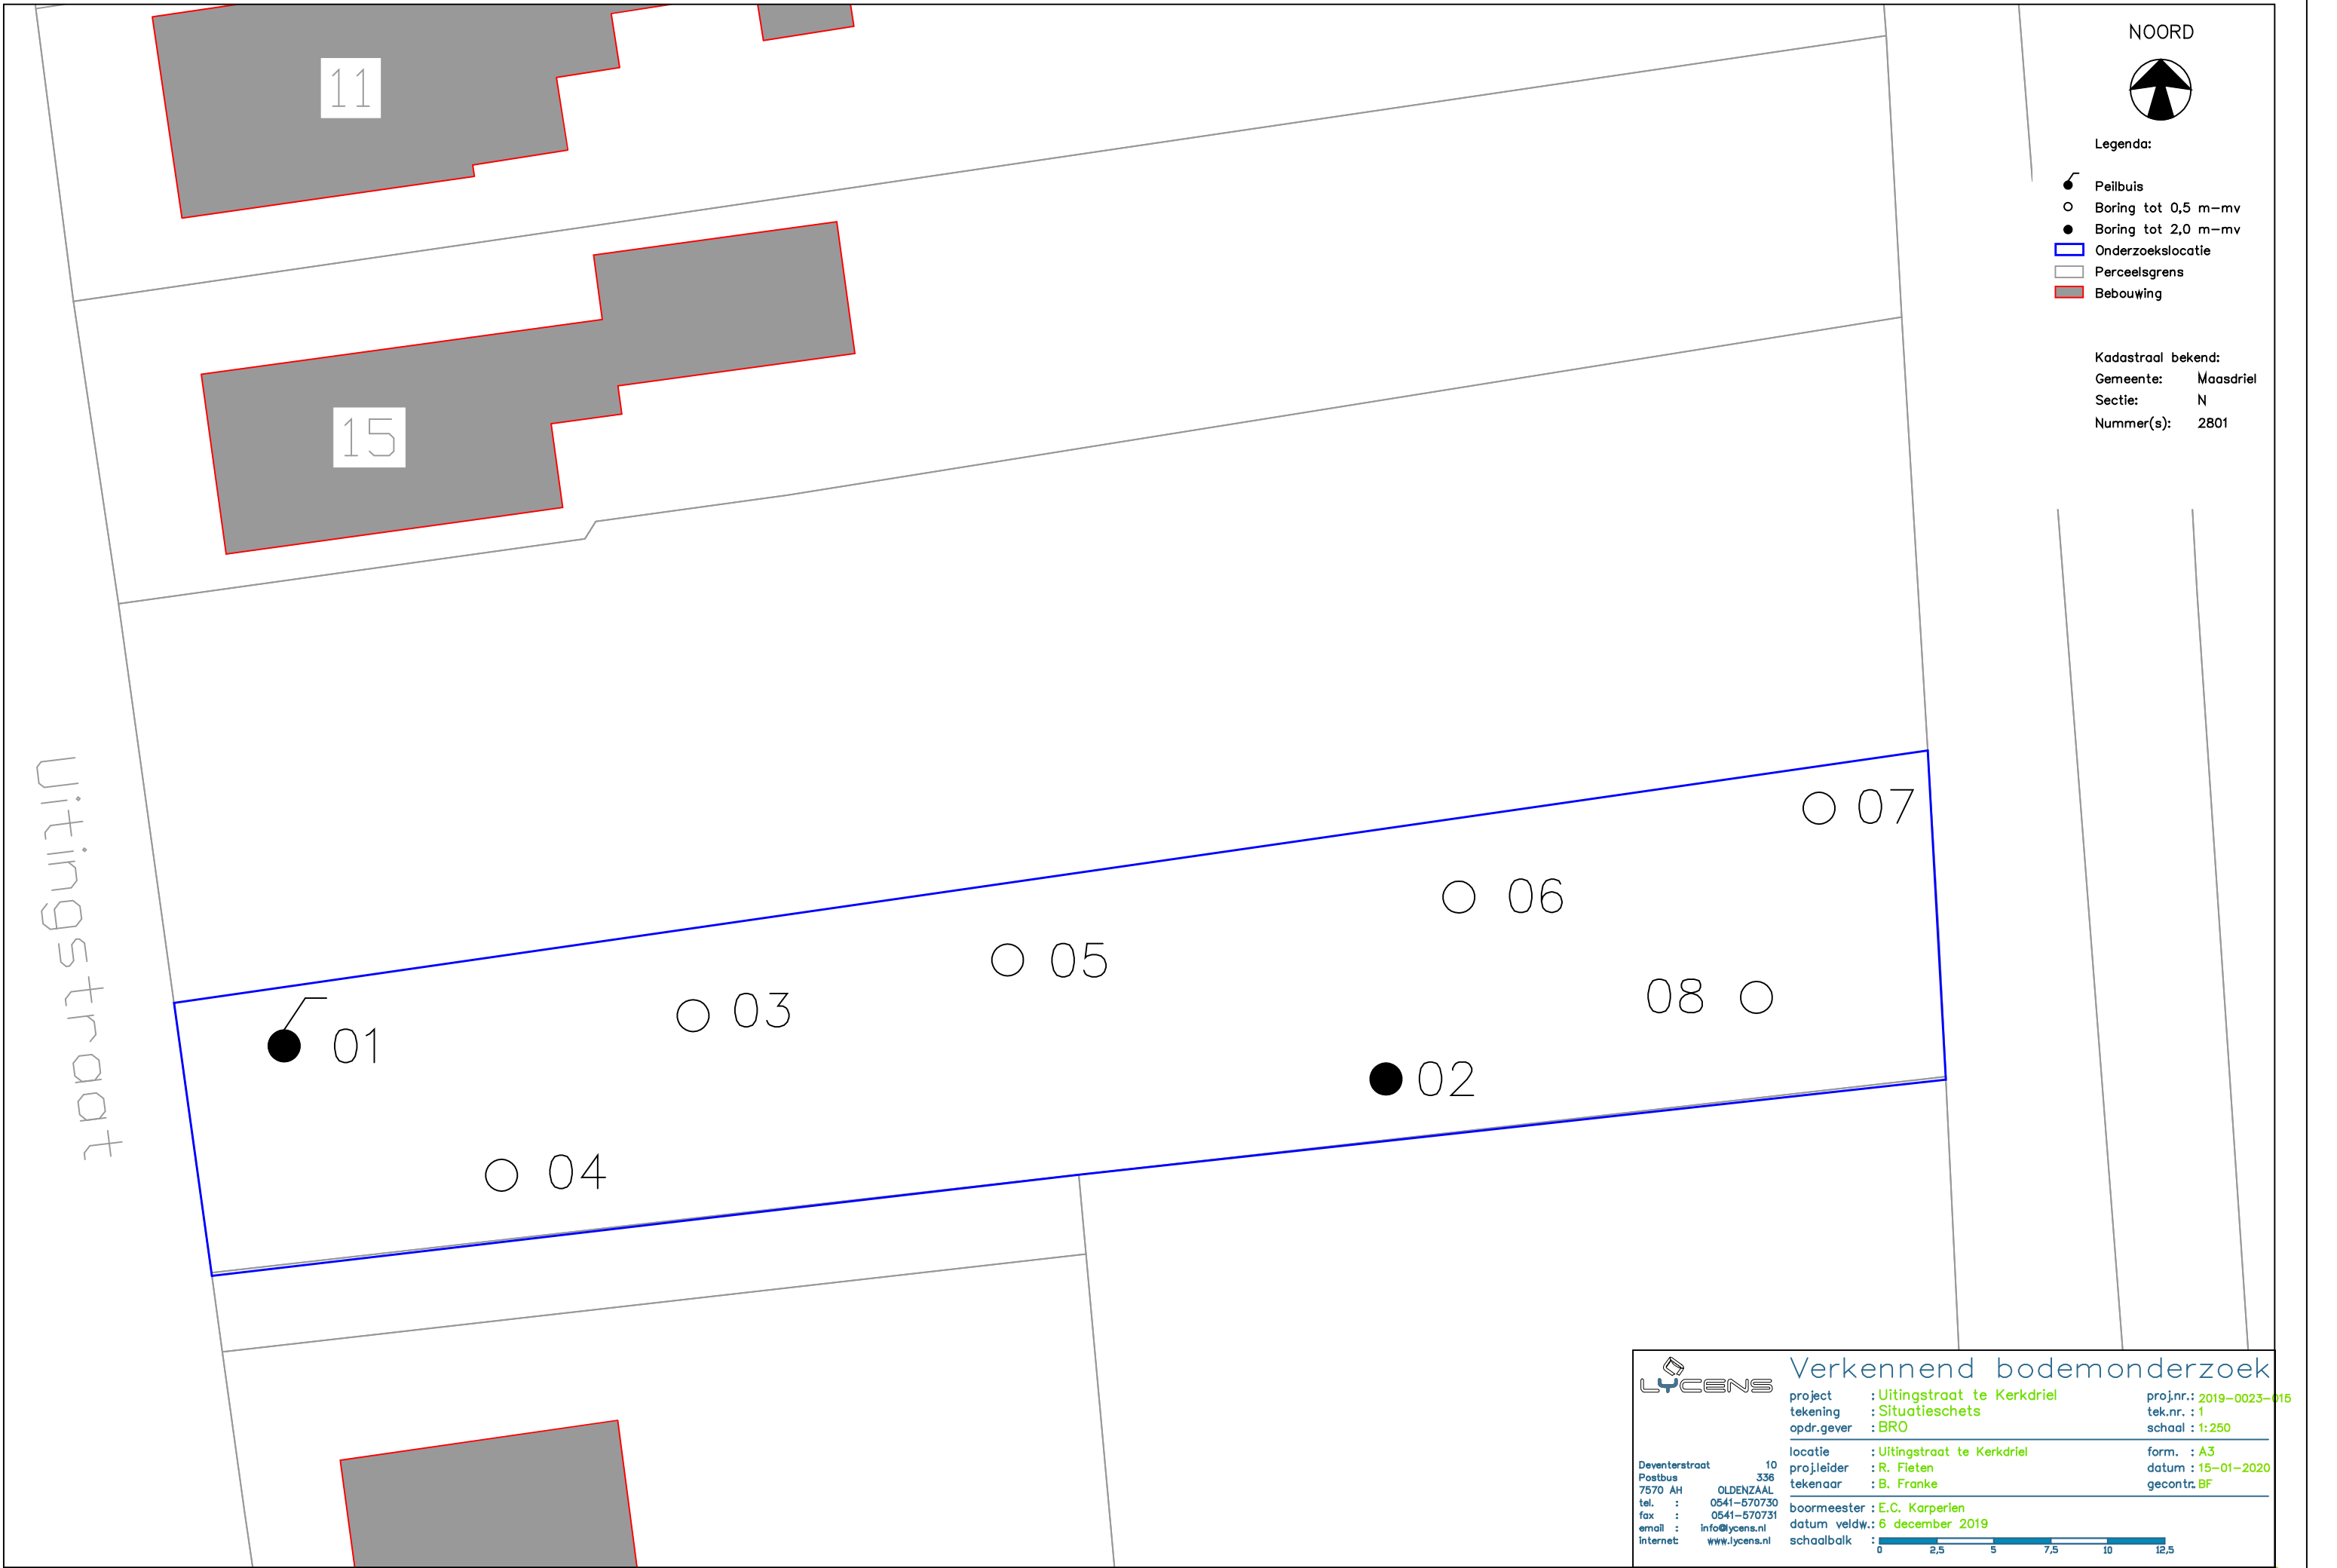 NOORD
Legenda:
Peilbuis
Boring tot 0,5 m-mv
Boring tot 2,0 m-mv
Onderzoekslocatie
Perceelsgrens
Bebouwing
Kadastraal bekend:
Gemeente: Maasdriel
Sectie: N
Nummer(s): 2801
11
15
Uitingstraat
07
06
05
08
03
01
02
04
LYCENS
Deventerstraat 10
Postbus 336
7570 AH OLDENZAAL
tel. : 0541-570730
fax : 0541-570731
email : info@lycens.nl
internet: www.lycens.nl
Verkennend bodemonderzoek
project : Uitingstraat te Kerkdriel proj.nr.: 2019-0023-015
tekening : Situatieschets tek.nr. : 1
opdr.gever : BRO schaal : 1:250
locatie : Uitingstraat te Kerkdriel form. : A3
proj.leider : R. Fieten datum : 15-01-2020
tekenaar : B. Franke gecontr.: BF
boormeester : E.C. Karperien
datum veldw.: 6 december 2019
schaalbalk :
0 2,5 5 7,5 10 12,5